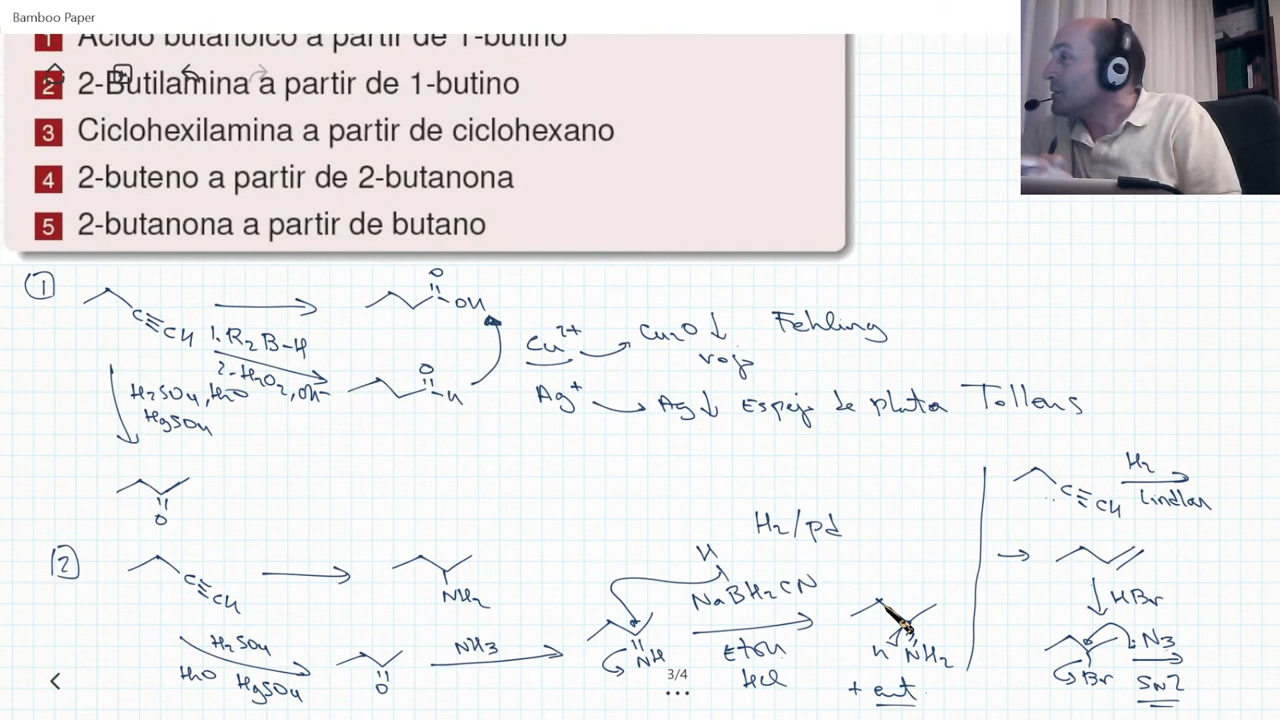 Bamboo Paper
1 Ácido butanoico a partir de 1-butino
2 2-Butilamina a partir de 1-butino
3 Ciclohexilamina a partir de ciclohexano
4 2-buteno a partir de 2-butanona
5 2-butanona a partir de butano
1
C≡CH
1. R₂B-H
2- H₂O₂, OH⁻
O
OH
O
H
Cu²⁺
Cu₂O ↓
rojo
Fehling
Ag⁺
Ag ↓ Espejo de plata Tollens
H₂SO₄, H₂O
HgSO₄
O
2
C≡CH
NH₂
H₂SO₄
H₂O HgSO₄
O
NH₃
NH
H₂/Pd
H
NaBH₃CN
EtOH
HCl
H NH₂
+ ent
C≡CH
H₂
Lindlar
HBr
Br
:N₃
SN2
3/4